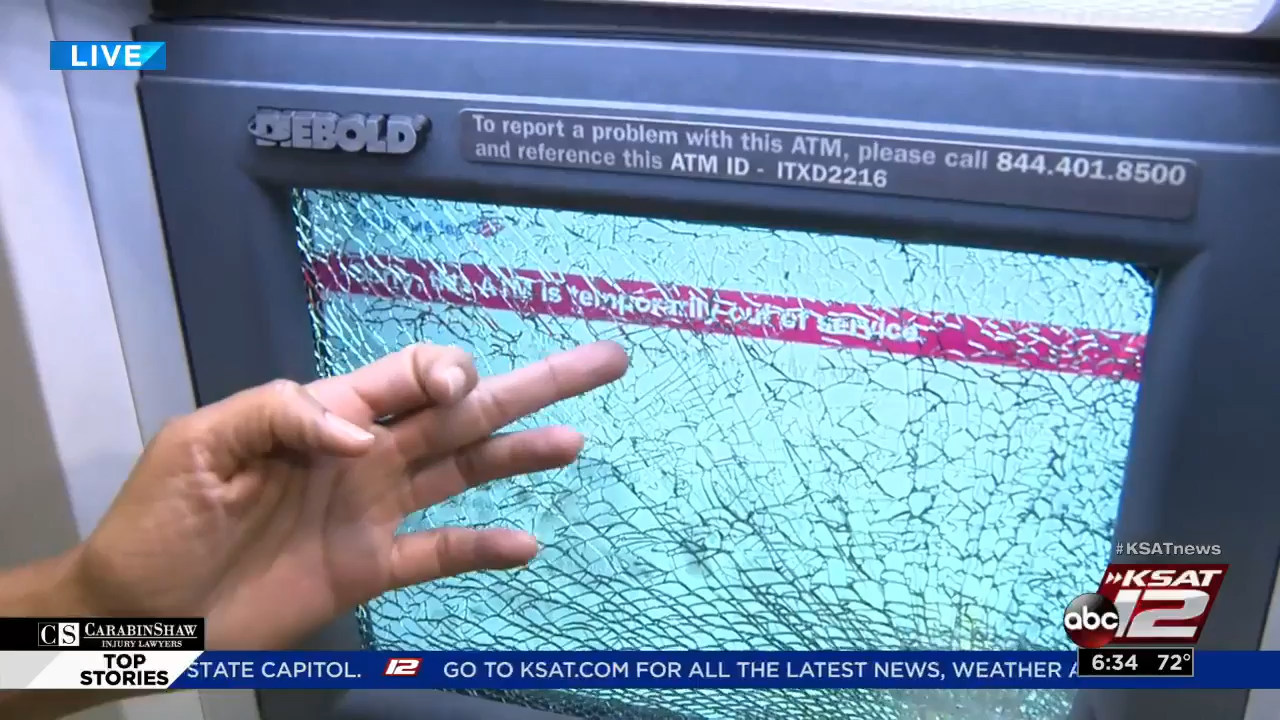 LIVE
DIEBOLD
To report a problem with this ATM, please call 844.401.8500
and reference this ATM ID - ITXD2216
ATM is temporarily out of service.
#KSATnews
KSAT
abc 12
CS CARABINSHAW
INJURY LAWYERS
TOP
STORIES
STATE CAPITOL. 12 GO TO KSAT.COM FOR ALL THE LATEST NEWS, WEATHER A
6:34 72°